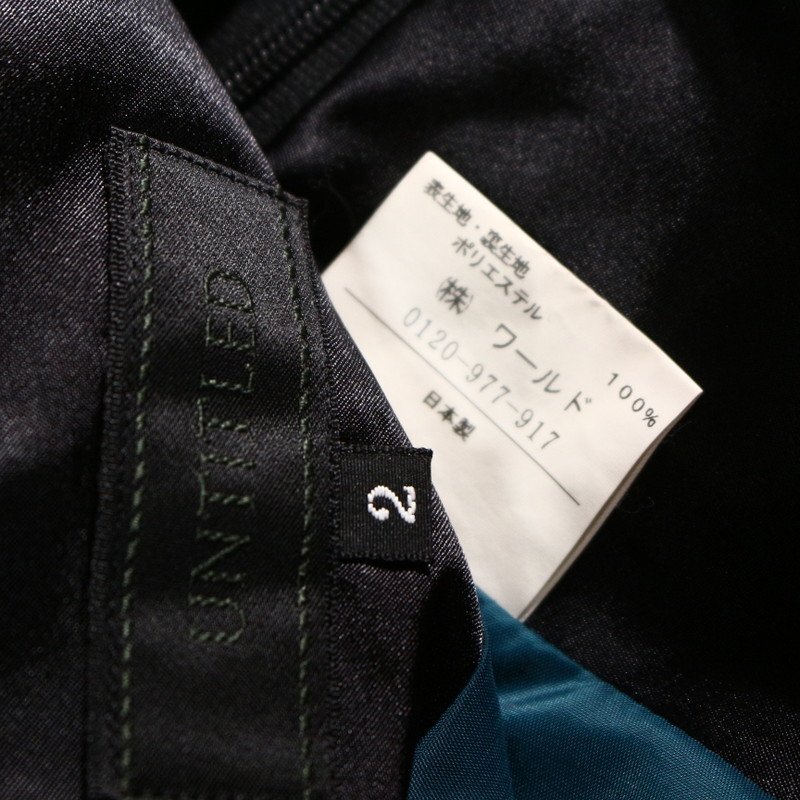 UNTITLED
2
表生地・裏生地
ポリエステル 100%
㈱ ワールド
0120-977-917
日本製